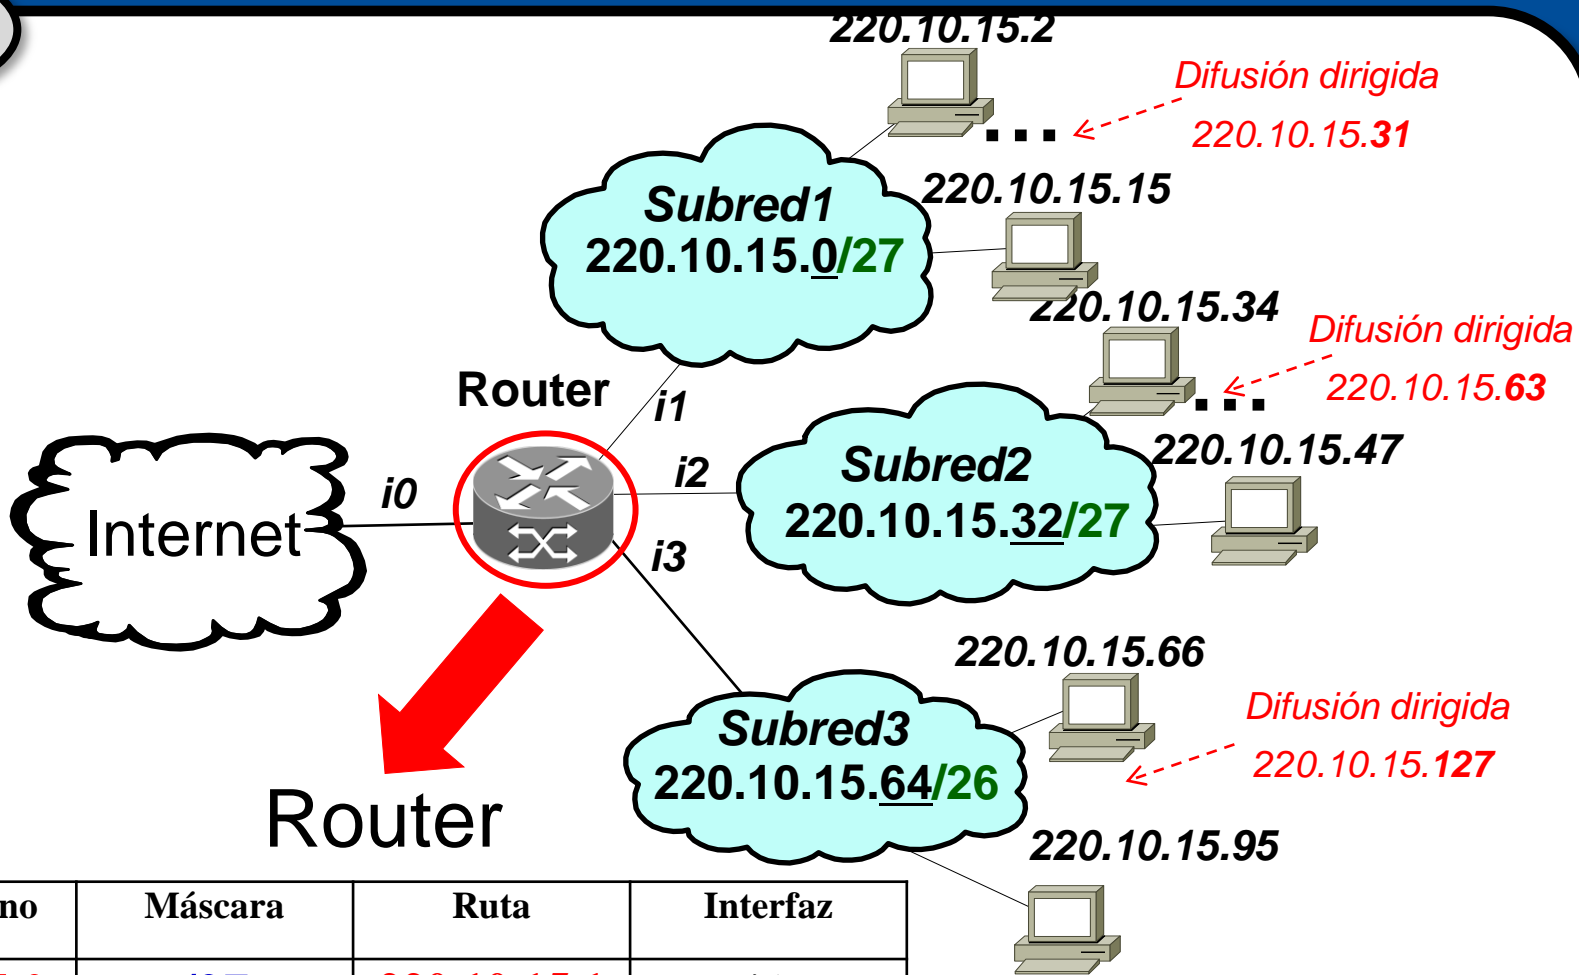 220.10.15.2
Difusión dirigida
220.10.15.31
220.10.15.15
Subred1
220.10.15.0/27
220.10.15.34
Difusión dirigida
220.10.15.63
Router
i1
Subred2
220.10.15.32/27
220.10.15.47
i2
i0
Internet
i3
220.10.15.66
Subred3
220.10.15.64/26
Difusión dirigida
220.10.15.127
Router
220.10.15.95
no Máscara Ruta Interfaz